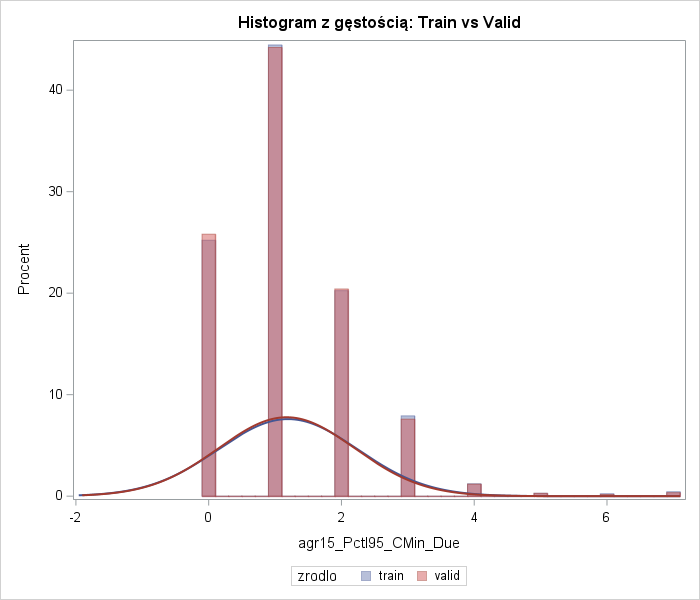 Histogram z gęstością: Train vs Valid
Procent
40
30
20
10
0
-2 0 2 4 6
agr15_Pctl95_CMin_Due
zrodlo train valid